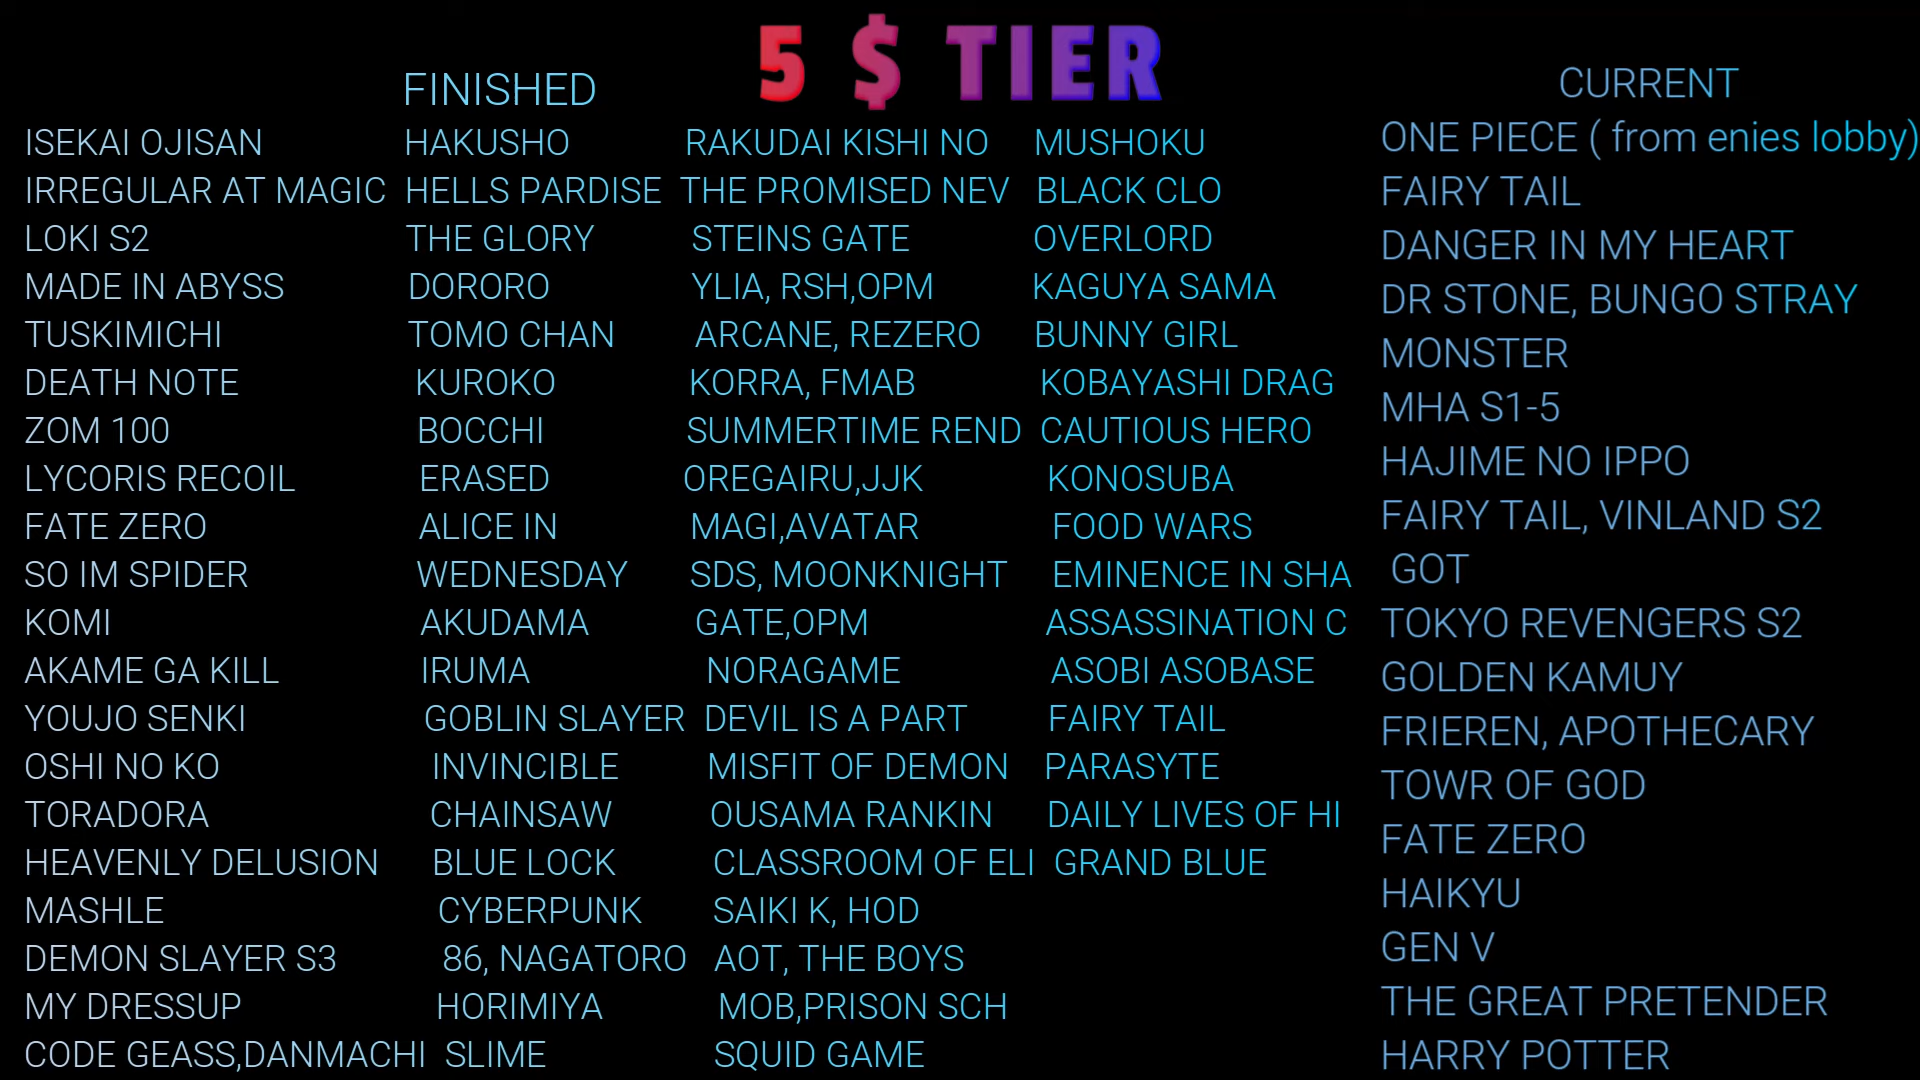 5 $ TIER
FINISHED
ISEKAI OJISAN
IRREGULAR AT MAGIC
LOKI S2
MADE IN ABYSS
TUSKIMICHI
DEATH NOTE
ZOM 100
LYCORIS RECOIL
FATE ZERO
SO IM SPIDER
KOMI
AKAME GA KILL
YOUJO SENKI
OSHI NO KO
TORADORA
HEAVENLY DELUSION
MASHLE
DEMON SLAYER S3
MY DRESSUP
CODE GEASS,DANMACHI
HAKUSHO
HELLS PARDISE
THE GLORY
DORORO
TOMO CHAN
KUROKO
BOCCHI
ERASED
ALICE IN
WEDNESDAY
AKUDAMA
IRUMA
GOBLIN SLAYER
INVINCIBLE
CHAINSAW
BLUE LOCK
CYBERPUNK
86, NAGATORO
HORIMIYA
SLIME
RAKUDAI KISHI NO
THE PROMISED NEV
STEINS GATE
YLIA, RSH,OPM
ARCANE, REZERO
KORRA, FMAB
SUMMERTIME REND
OREGAIRU,JJK
MAGI,AVATAR
SDS, MOONKNIGHT
GATE,OPM
NORAGAME
DEVIL IS A PART
MISFIT OF DEMON
OUSAMA RANKIN
CLASSROOM OF ELI
SAIKI K, HOD
AOT, THE BOYS
MOB,PRISON SCH
SQUID GAME
MUSHOKU
BLACK CLO
OVERLORD
KAGUYA SAMA
BUNNY GIRL
KOBAYASHI DRAG
CAUTIOUS HERO
KONOSUBA
FOOD WARS
EMINENCE IN SHA
ASSASSINATION C
ASOBI ASOBASE
FAIRY TAIL
PARASYTE
DAILY LIVES OF HI
GRAND BLUE
CURRENT
ONE PIECE ( from enies lobby)
FAIRY TAIL
DANGER IN MY HEART
DR STONE, BUNGO STRAY
MONSTER
MHA S1-5
HAJIME NO IPPO
FAIRY TAIL, VINLAND S2
GOT
TOKYO REVENGERS S2
GOLDEN KAMUY
FRIEREN, APOTHECARY
TOWR OF GOD
FATE ZERO
HAIKYU
GEN V
THE GREAT PRETENDER
HARRY POTTER